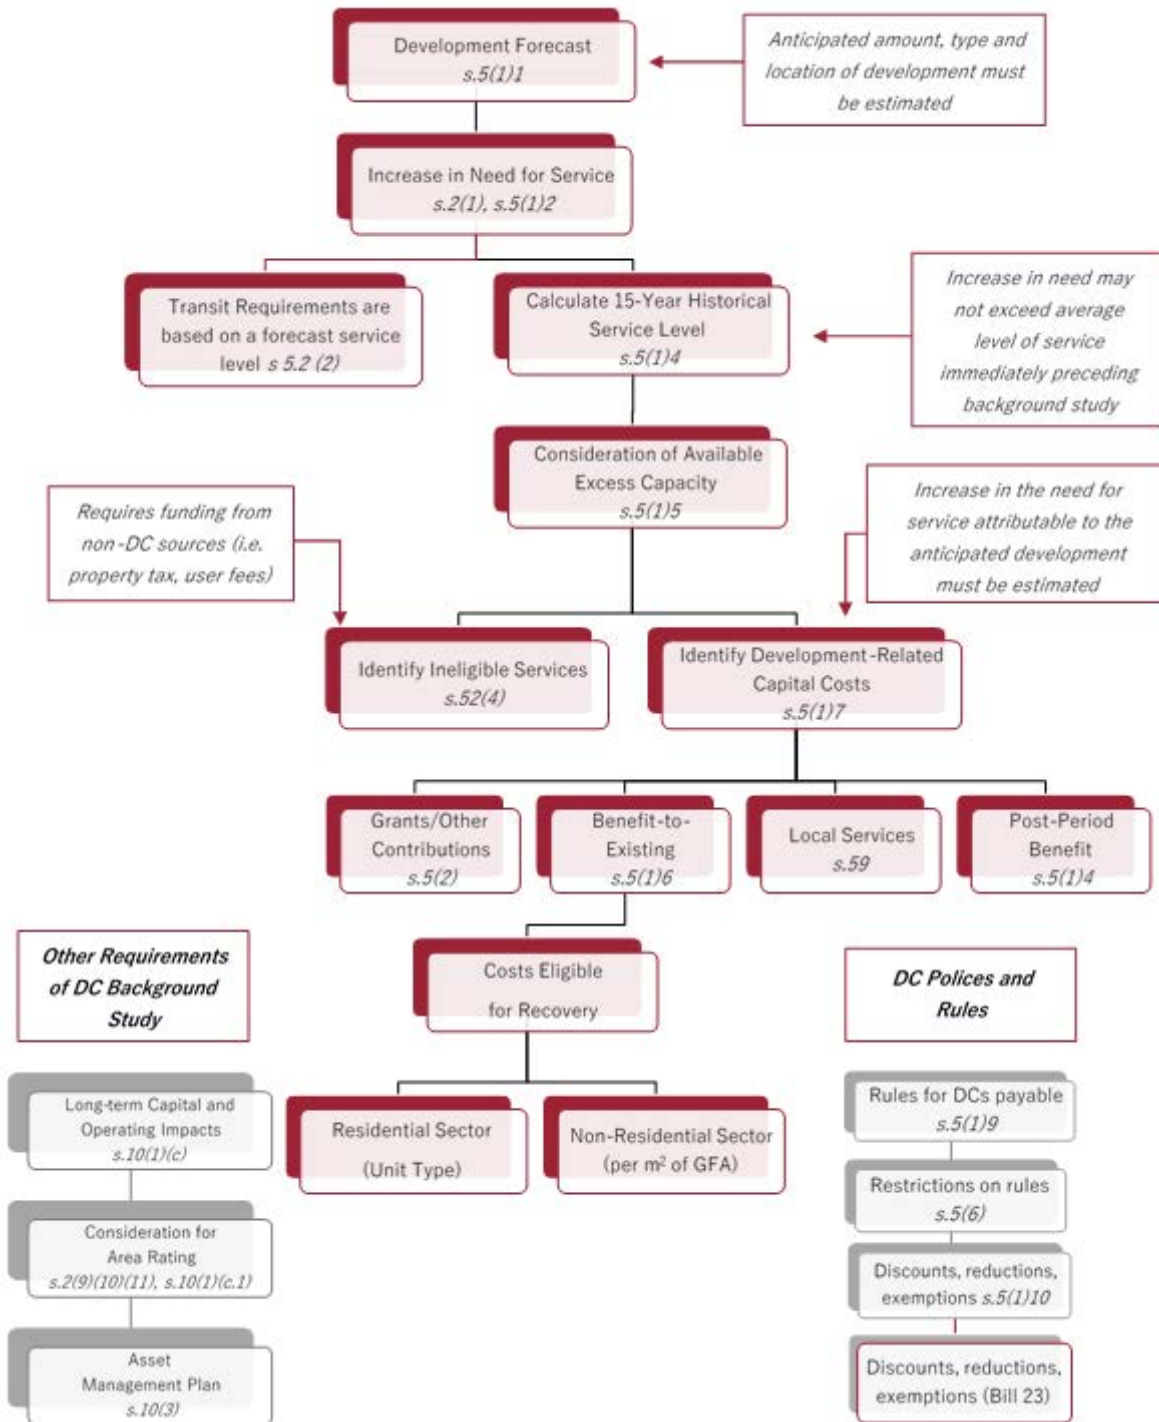 Development Forecast
s.5(1)1
Anticipated amount, type and
location of development must
be estimated
Increase in Need for Service
s.2(1), s.5(1)2
Transit Requirements are
based on a forecast service
level s 5.2 (2)
Calculate 15-Year Historical
Service Level
s.5(1)4
Increase in need may
not exceed average
level of service
immediately preceding
background study
Consideration of Available
Excess Capacity
s.5(1)5
Requires funding from
non-DC sources (i.e.
property tax, user fees)
Increase in the need for
service attributable to the
anticipated development
must be estimated
Identify Ineligible Services
s.52(4)
Identify Development-Related
Capital Costs
s.5(1)7
Grants/Other
Contributions
s.5(2)
Benefit-to-
Existing
s.5(1)6
Local Services
s.59
Post-Period
Benefit
s.5(1)4
Costs Eligible
for Recovery
Residential Sector
(Unit Type)
Non-Residential Sector
(per m² of GFA)
Other Requirements
of DC Background
Study
Long-term Capital and
Operating Impacts
s.10(1)(c)
Consideration for
Area Rating
s.2(9)(10)(11), s.10(1)(c.1)
Asset
Management Plan
s.10(3)
DC Polices and
Rules
Rules for DCs payable
s.5(1)9
Restrictions on rules
s.5(6)
Discounts, reductions,
exemptions s.5(1)10
Discounts, reductions,
exemptions (Bill 23)